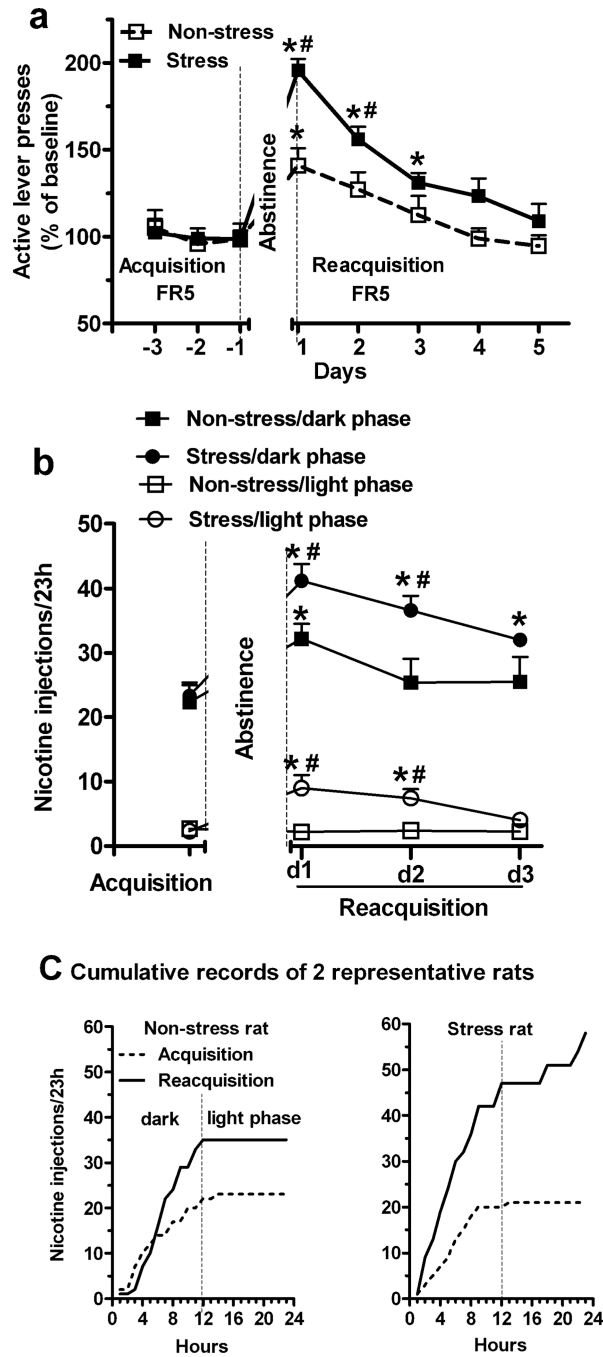 a
Non-stress
Stress
Active lever presses
(% of baseline)
200
150
100
50
*#
*#
*
*
Abstinence
Acquisition
FR5
Reacquisition
FR5
-3 -2 -1 1 2 3 4 5
Days
b
Non-stress/dark phase
Stress/dark phase
Non-stress/light phase
Stress/light phase
Nicotine injections/23h
50
40
30
20
10
0
* #
* #
*
*
* #
* #
Abstinence
d1 d2 d3
Acquisition
Reacquisition
C Cumulative records of 2 representative rats
Nicotine injections/23h
60
50
40
30
20
10
0
Non-stress rat
Acquisition
Reacquisition
dark light phase
0 4 8 12 16 20 24
Hours
60
50
40
30
20
10
0
Stress rat
0 4 8 12 16 20 24
Hours